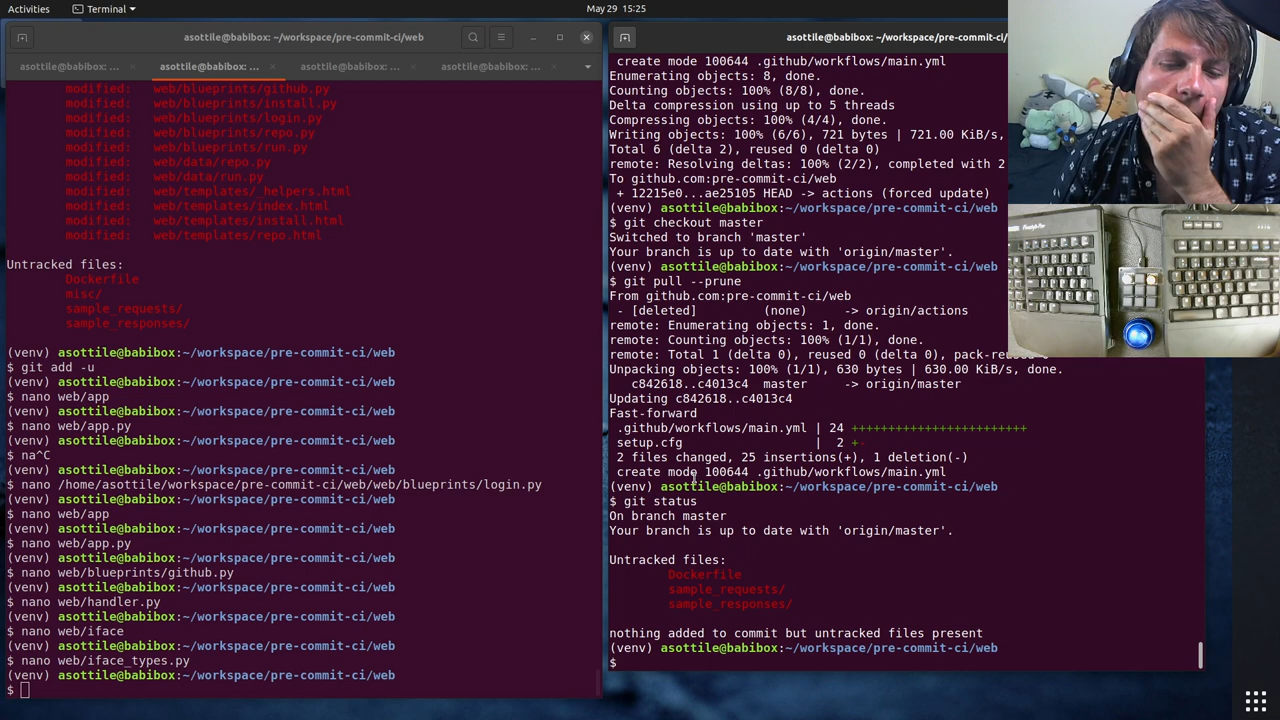 Activities
Terminal
May 29 15:25
asottile@babibox: ~/workspace/pre-commit-ci/web
asottile@babibox: ...
asottile@babibox: ...
asottile@babibox: ...
asottile@babibox: ...
modified: web/blueprints/github.py
modified: web/blueprints/install.py
modified: web/blueprints/login.py
modified: web/blueprints/repo.py
modified: web/blueprints/run.py
modified: web/data/repo.py
modified: web/data/run.py
modified: web/templates/_helpers.html
modified: web/templates/index.html
modified: web/templates/install.html
modified: web/templates/repo.html
Untracked files:
Dockerfile
misc/
sample_requests/
sample_responses/
(venv) asottile@babibox:~/workspace/pre-commit-ci/web
$ git add -u
(venv) asottile@babibox:~/workspace/pre-commit-ci/web
$ nano web/app
(venv) asottile@babibox:~/workspace/pre-commit-ci/web
$ nano web/app.py
(venv) asottile@babibox:~/workspace/pre-commit-ci/web
$ na^C
(venv) asottile@babibox:~/workspace/pre-commit-ci/web
$ nano /home/asottile/workspace/pre-commit-ci/web/web/blueprints/login.py
(venv) asottile@babibox:~/workspace/pre-commit-ci/web
$ nano web/app
(venv) asottile@babibox:~/workspace/pre-commit-ci/web
$ nano web/app.py
(venv) asottile@babibox:~/workspace/pre-commit-ci/web
$ nano web/blueprints/github.py
(venv) asottile@babibox:~/workspace/pre-commit-ci/web
$ nano web/handler.py
(venv) asottile@babibox:~/workspace/pre-commit-ci/web
$ nano web/iface
(venv) asottile@babibox:~/workspace/pre-commit-ci/web
$ nano web/iface_types.py
(venv) asottile@babibox:~/workspace/pre-commit-ci/web
$
asottile@babibox: ~/workspace/pre-commit-ci/
create mode 100644 .github/workflows/main.yml
Enumerating objects: 8, done.
Counting objects: 100% (8/8), done.
Delta compression using up to 5 threads
Compressing objects: 100% (4/4), done.
Writing objects: 100% (6/6), 721 bytes | 721.00 KiB/s,
Total 6 (delta 2), reused 0 (delta 0)
remote: Resolving deltas: 100% (2/2), completed with 2
To github.com:pre-commit-ci/web
+ 12215e0...ae25105 HEAD -> actions (forced update)
(venv) asottile@babibox:~/workspace/pre-commit-ci/web
$ git checkout master
Switched to branch 'master'
Your branch is up to date with 'origin/master'.
(venv) asottile@babibox:~/workspace/pre-commit-ci/web
$ git pull --prune
From github.com:pre-commit-ci/web
- [deleted] (none) -> origin/actions
remote: Enumerating objects: 1, done.
remote: Counting objects: 100% (1/1), done.
remote: Total 1 (delta 0), reused 0 (delta 0), pack-reu
Unpacking objects: 100% (1/1), 630 bytes | 630.00 KiB/s, done.
c842618..c4013c4 master -> origin/master
Updating c842618..c4013c4
Fast-forward
.github/workflows/main.yml | 24 ++++++++++++++++++++++++
setup.cfg | 2 +-
2 files changed, 25 insertions(+), 1 deletion(-)
create mode 100644 .github/workflows/main.yml
(venv) asottile@babibox:~/workspace/pre-commit-ci/web
$ git status
On branch master
Your branch is up to date with 'origin/master'.
Untracked files:
Dockerfile
sample_requests/
sample_responses/
nothing added to commit but untracked files present
(venv) asottile@babibox:~/workspace/pre-commit-ci/web
$